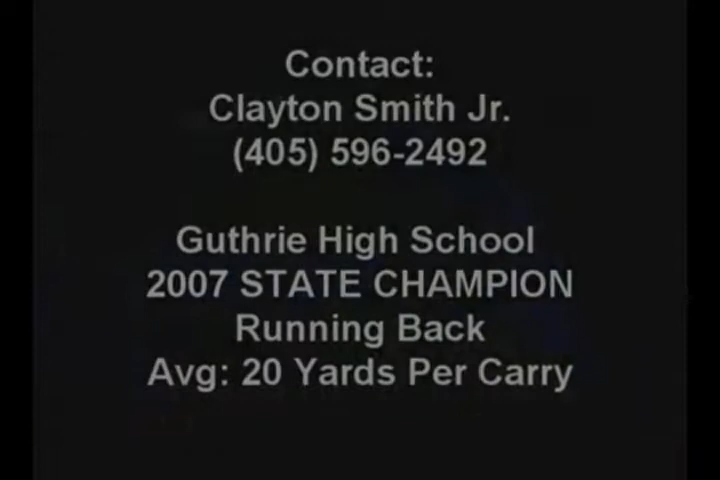 Contact:
Clayton Smith Jr.
(405) 596-2492
Guthrie High School
2007 STATE CHAMPION
Running Back
Avg: 20 Yards Per Carry